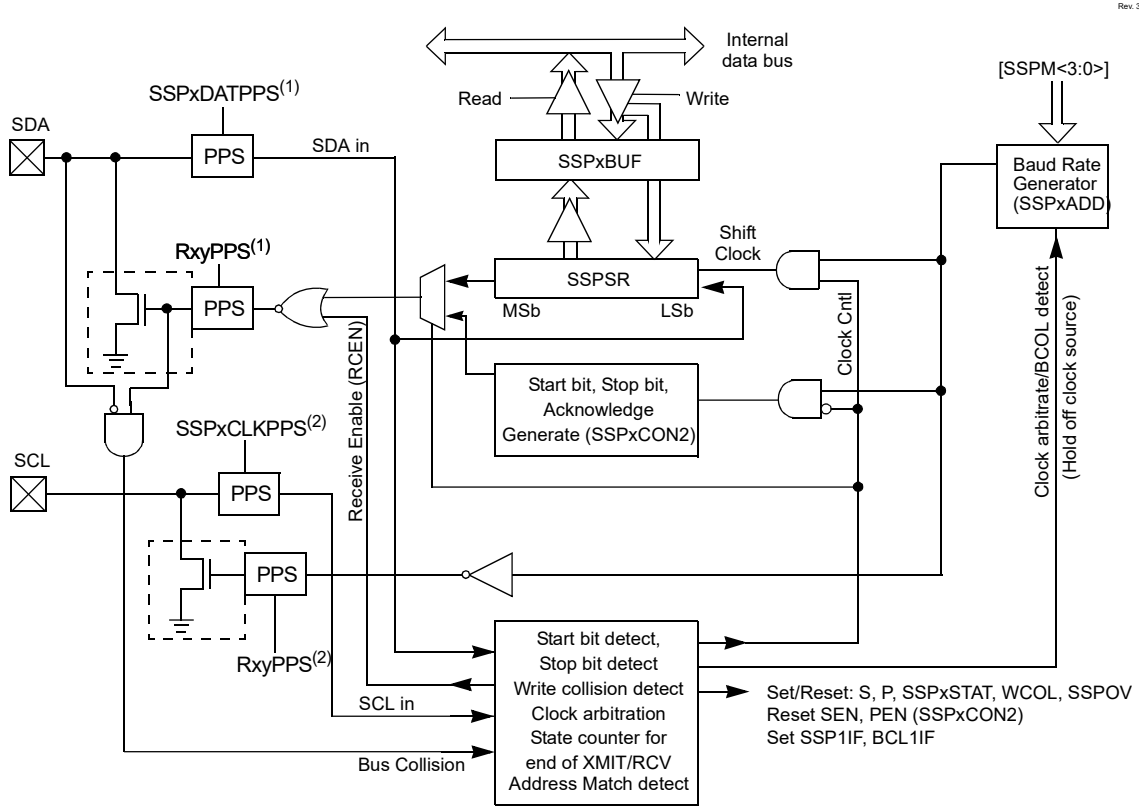 Rev. 3
Internal
data bus
[SSPM<3:0>]
Read
Write
SSPxDATPPS(1)
SDA
PPS
SDA in
SSPxBUF
Baud Rate
Generator
(SSPxADD)
RxyPPS(1)
Shift
Clock
PPS
SSPSR
MSb
LSb
Clock Cntl
Receive Enable (RCEN)
Clock arbitrate/BCOL detect
(Hold off clock source)
Start bit, Stop bit,
Acknowledge
Generate (SSPxCON2)
SSPxCLKPPS(2)
SCL
PPS
PPS
RxyPPS(2)
SCL in
Bus Collision
Start bit detect,
Stop bit detect
Write collision detect
Clock arbitration
State counter for
end of XMIT/RCV
Address Match detect
Set/Reset: S, P, SSPxSTAT, WCOL, SSPOV
Reset SEN, PEN (SSPxCON2)
Set SSP1IF, BCL1IF